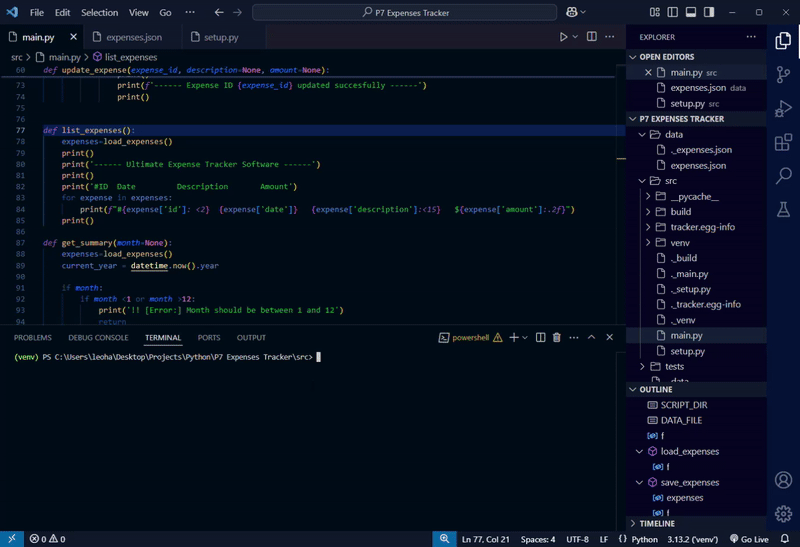 File Edit Selection View Go ··· P7 Expenses Tracker
main.py expenses.json setup.py
src > main.py > list_expenses
60 def update_expense(expense_id, description=None, amount=None):
73 print(f'------ Expense ID {expense_id} updated succesfully ------')
74 print()
75
76
77 def list_expenses():
78 expenses=load_expenses()
79 print()
80 print('------ Ultimate Expense Tracker Software ------')
81 print()
82 print('#ID Date Description Amount')
83 for expense in expenses:
84 print(f"#{expense['id']: <2} {expense['date']} {expense['description']:<15} ${expense['amount']:.2f}")
85 print()
86
87 def get_summary(month=None):
88 expenses=load_expenses()
89 current_year = datetime.now().year
90
91 if month:
92 if month <1 or month >12:
93 print('!! [Error:] Month should be between 1 and 12')
94 return
PROBLEMS DEBUG CONSOLE TERMINAL PORTS OUTPUT powershell
(venv) PS C:\Users\leoha\Desktop\Projects\Python\P7 Expenses Tracker\src>
EXPLORER
OPEN EDITORS
main.py src
expenses.json data
setup.py src
P7 EXPENSES TRACKER
data
._expenses.json
expenses.json
src
__pycache__
build
tracker.egg-info
venv
._build
._main.py
._setup.py
._tracker.egg-info
._venv
main.py
setup.py
tests
._data
OUTLINE
SCRIPT_DIR
DATA_FILE
f
load_expenses
f
save_expenses
expenses
f
TIMELINE
0 0 Ln 77, Col 21 Spaces: 4 UTF-8 LF {} Python 3.13.2 ('venv') Go Live